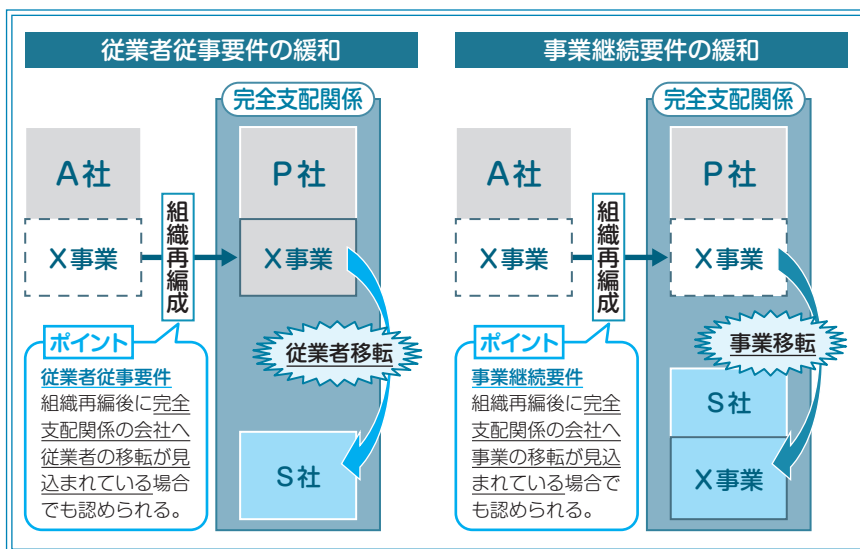 従業者従事要件の緩和
完全支配関係
A社
P社
X事業
組織再編成
X事業
従業者移転
S社
ポイント
従業者従事要件
組織再編後に完全
支配関係の会社へ
従業者の移転が見
込まれている場合
でも認められる。
事業継続要件の緩和
完全支配関係
A社
P社
X事業
組織再編成
X事業
事業移転
S社
X事業
ポイント
事業継続要件
組織再編後に完全
支配関係の会社へ
事業の移転が見込
まれている場合で
も認められる。